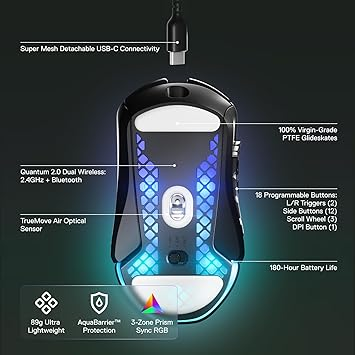 Super Mesh Detachable USB-C Connectivity
100% Virgin-Grade
PTFE Glideskates
Quantum 2.0 Dual Wireless:
2.4GHz + Bluetooth
18 Programmable Buttons:
L/R Triggers (2)
Side Buttons (12)
Scroll Wheel (3)
DPI Button (1)
TrueMove Air Optical
Sensor
180-Hour Battery Life
89g Ultra
Lightweight
AquaBarrier™
Protection
3-Zone Prism
Sync RGB